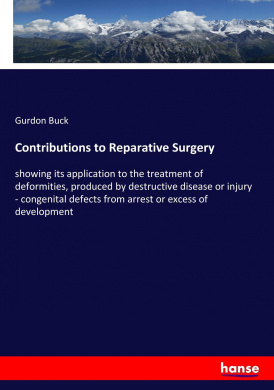 Gurdon Buck
Contributions to Reparative Surgery
showing its application to the treatment of
deformities, produced by destructive disease or injury
- congenital defects from arrest or excess of
development
hanse